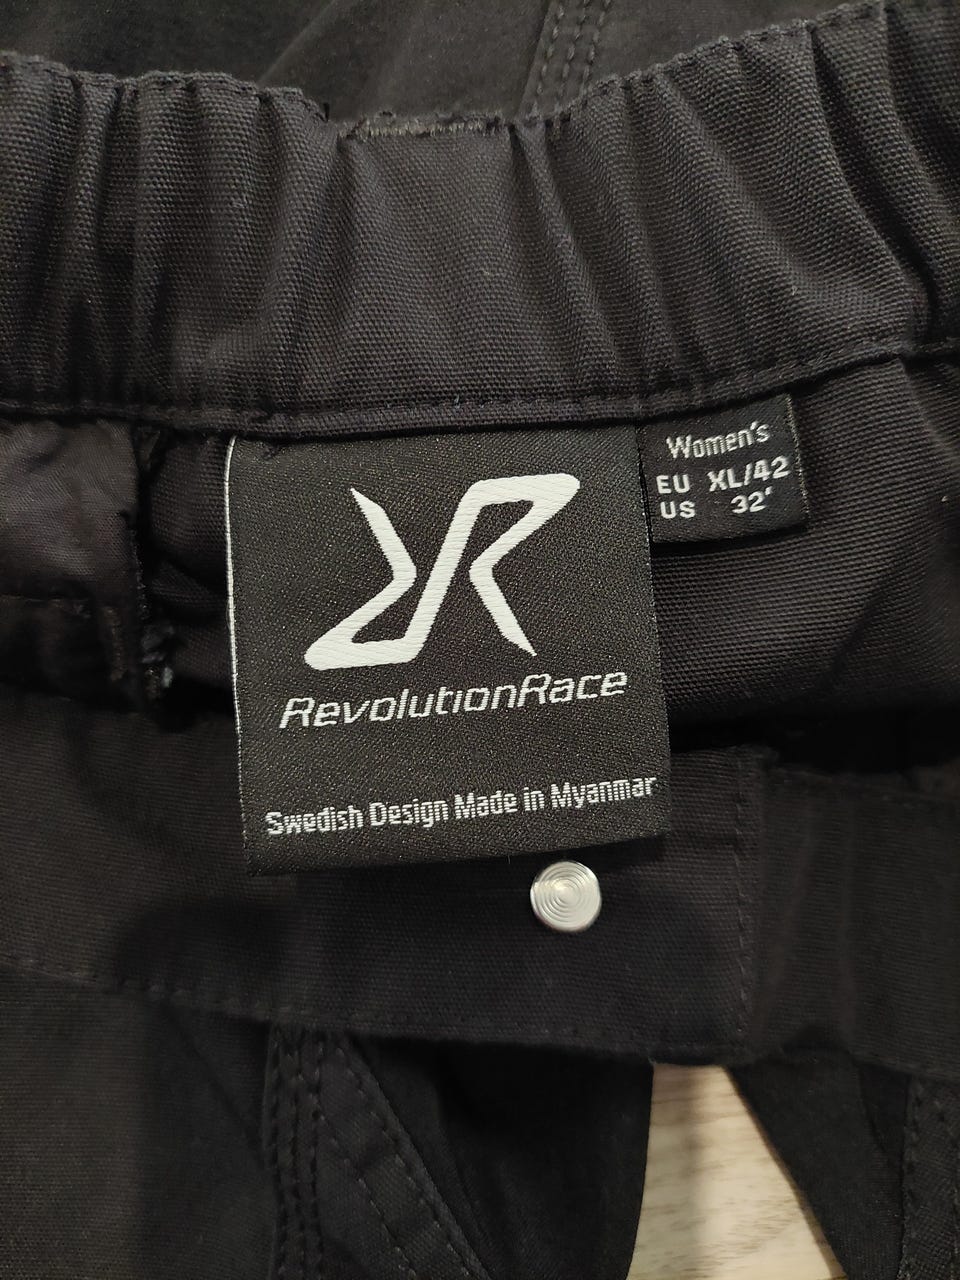 Women's
EU XL/42
US 32'
RevolutionRace
Swedish Design Made in Myanmar